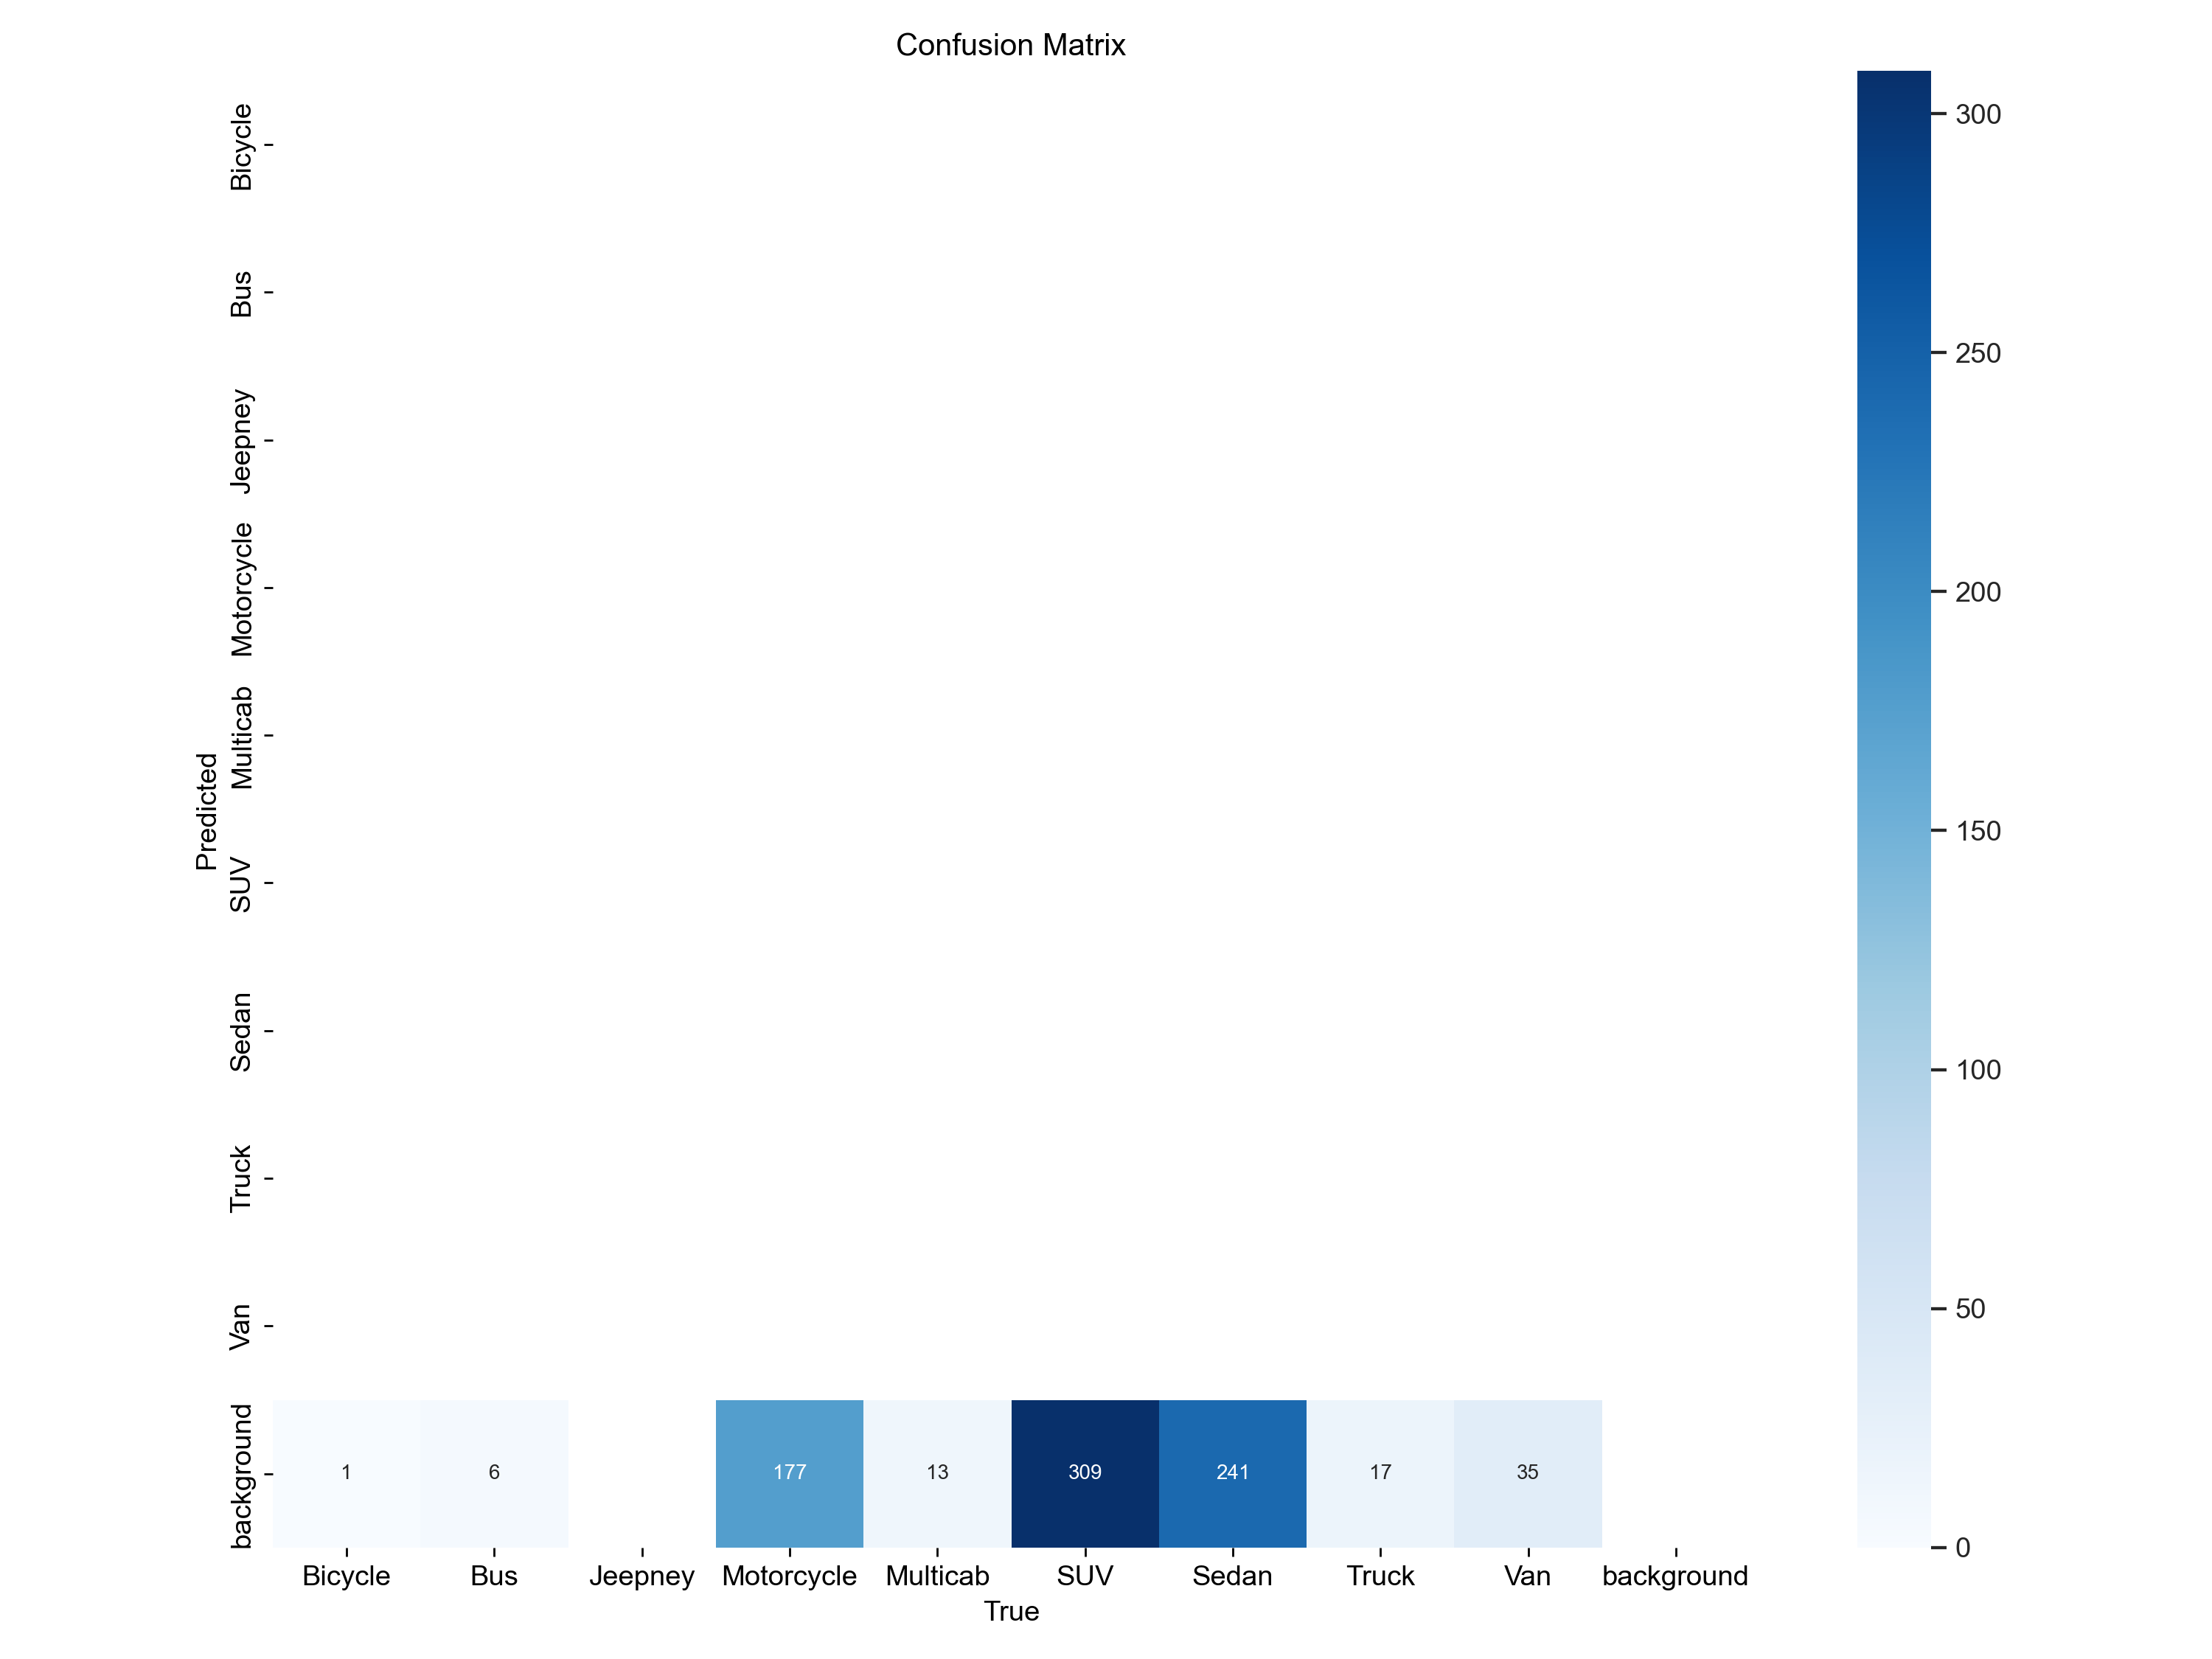 Confusion Matrix
Predicted
Bicycle
Bus
Jeepney
Motorcycle
Multicab
SUV
Sedan
Truck
Van
background
1 6 177 13 309 241 17 35
Bicycle Bus Jeepney Motorcycle Multicab SUV Sedan Truck Van background
True
300
250
200
150
100
50
0